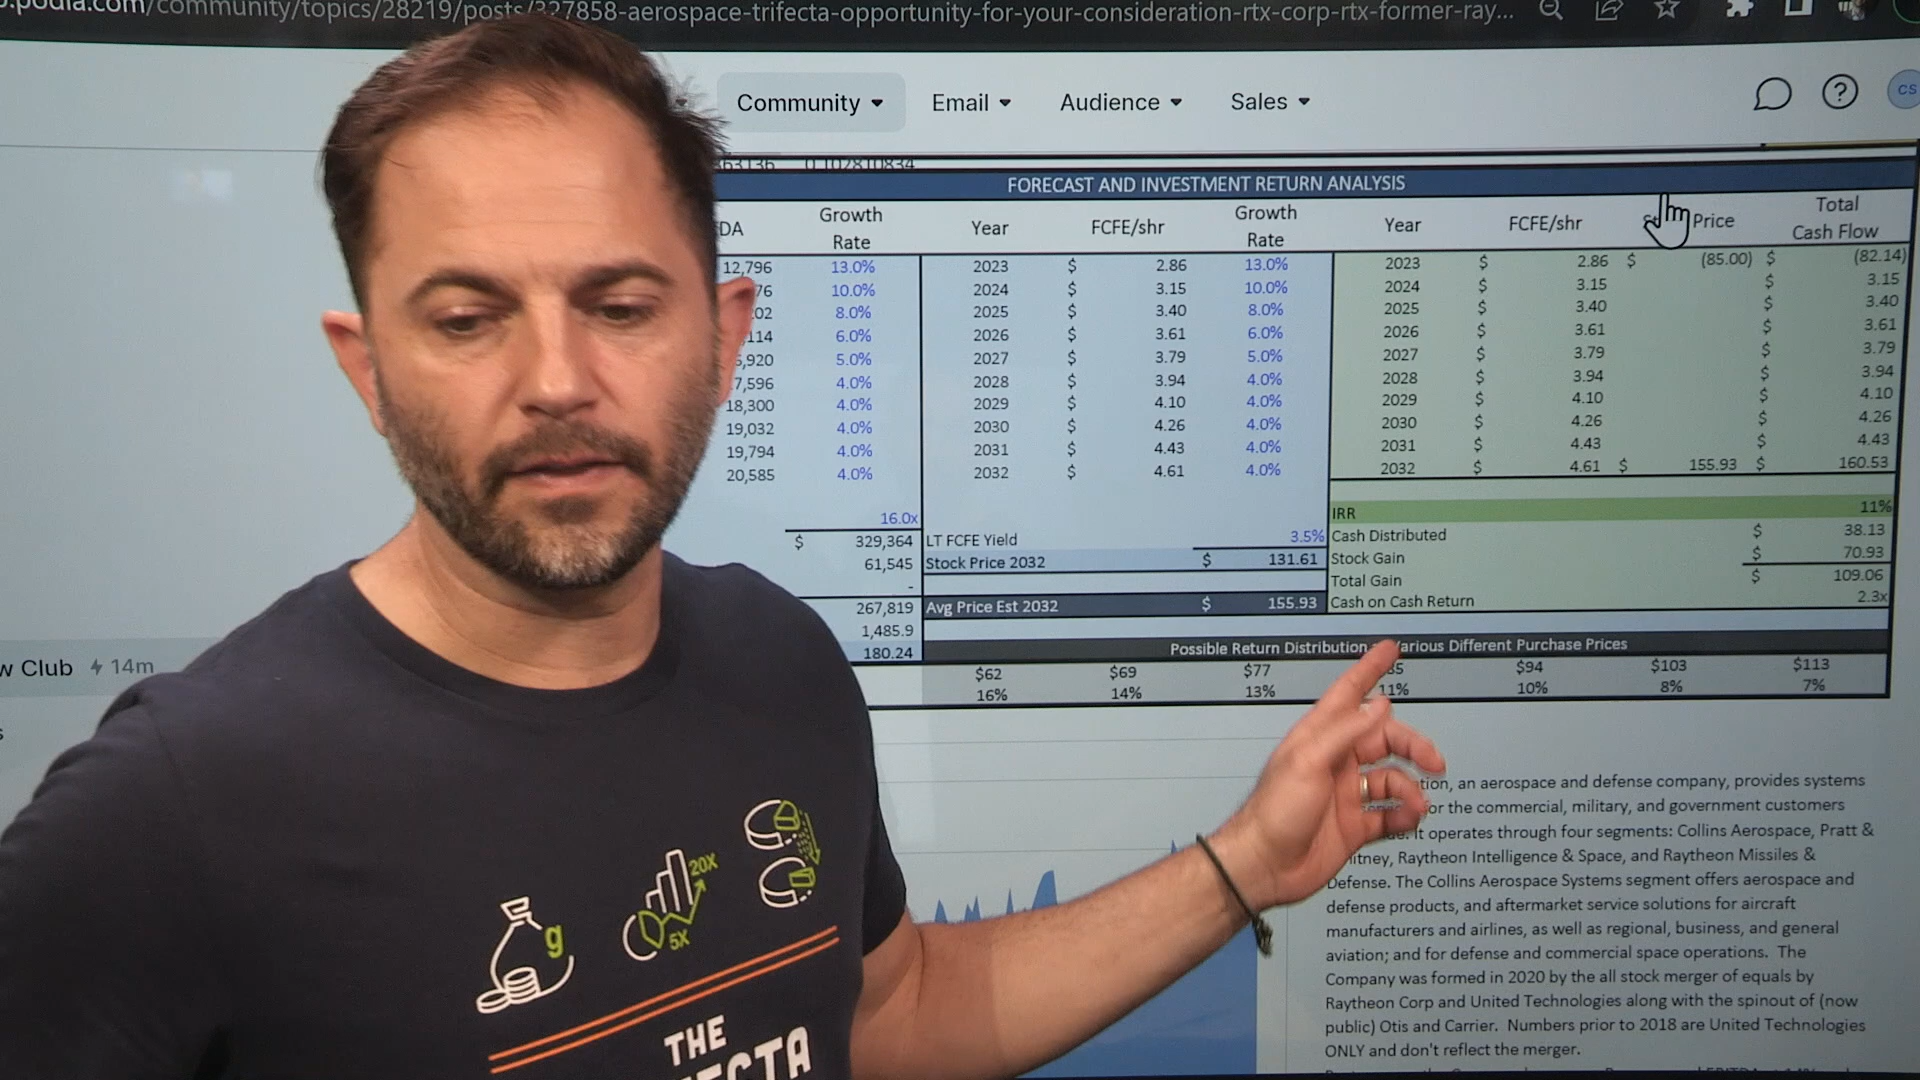 .podia.com/community/topics/28219/posts/327858-aerospace-trifecta-opportunity-for-your-consideration-rtx-corp-rtx-former-ray...
Community Email Audience Sales
CS
FORECAST AND INVESTMENT RETURN ANALYSIS
DA Growth Rate Year FCFE/shr Growth Rate Year FCFE/shr Price Total Cash Flow
12,796 13.0% 2023 $ 2.86 13.0% 2023 $ 2.86 $ (85.00) $ (82.14)
76 10.0% 2024 $ 3.15 10.0% 2024 $ 3.15 $ 3.15
02 8.0% 2025 $ 3.40 8.0% 2025 $ 3.40 $ 3.40
114 6.0% 2026 $ 3.61 6.0% 2026 $ 3.61 $ 3.61
5,920 5.0% 2027 $ 3.79 5.0% 2027 $ 3.79 $ 3.79
7,596 4.0% 2028 $ 3.94 4.0% 2028 $ 3.94 $ 3.94
18,300 4.0% 2029 $ 4.10 4.0% 2029 $ 4.10 $ 4.10
19,032 4.0% 2030 $ 4.26 4.0% 2030 $ 4.26 $ 4.26
19,794 4.0% 2031 $ 4.43 4.0% 2031 $ 4.43 $ 4.43
20,585 4.0% 2032 $ 4.61 4.0% 2032 $ 4.61 $ 155.93 $ 160.53
16.0x IRR 11%
$ 329,364 LT FCFE Yield 3.5% Cash Distributed $ 38.13
61,545 Stock Price 2032 $ 131.61 Stock Gain $ 70.93
- Total Gain $ 109.06
267,819 Avg Price Est 2032 $ 155.93 Cash on Cash Return 2.3x
1,485.9
180.24 Possible Return Distribution Various Different Purchase Prices
$62 $69 $77 85 $94 $103 $113
16% 14% 13% 11% 10% 8% 7%
w Club 14m
tion, an aerospace and defense company, provides systems
or the commercial, military, and government customers
It operates through four segments: Collins Aerospace, Pratt &
itney, Raytheon Intelligence & Space, and Raytheon Missiles &
Defense. The Collins Aerospace Systems segment offers aerospace and
defense products, and aftermarket service solutions for aircraft
manufacturers and airlines, as well as regional, business, and general
aviation; and for defense and commercial space operations. The
Company was formed in 2020 by the all stock merger of equals by
Raytheon Corp and United Technologies along with the spinout of (now
public) Otis and Carrier. Numbers prior to 2018 are United Technologies
ONLY and don't reflect the merger.
g
20X
5X
THE
ECTA